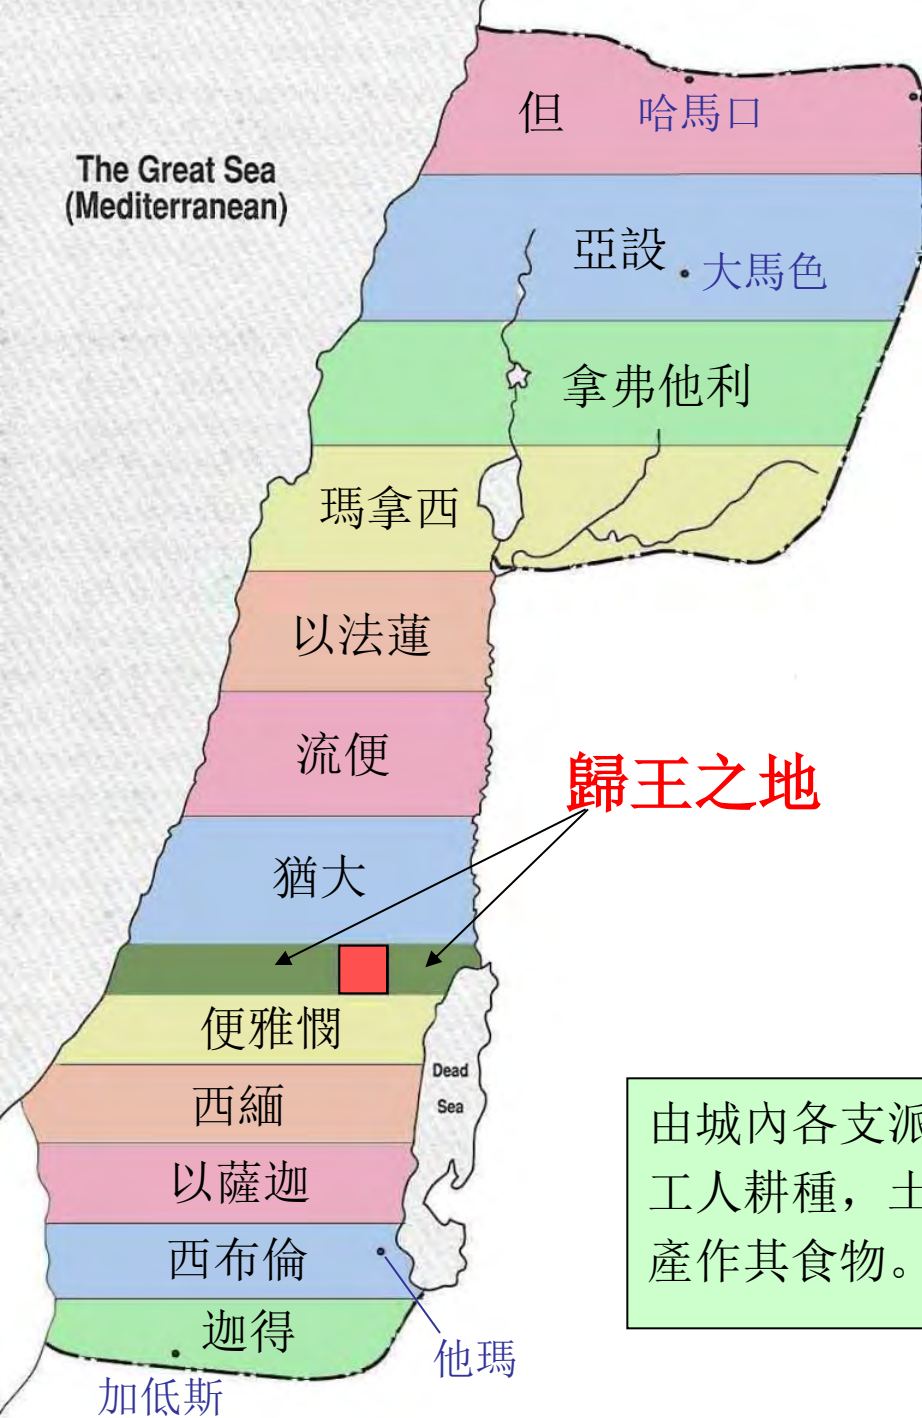 但 哈馬口
The Great Sea
(Mediterranean)
亞設 大馬色
拿弗他利
瑪拿西
以法蓮
流便
歸王之地
猶大
便雅憫
Dead
Sea
西緬
以薩迦
西布倫
迦得
他瑪
加低斯
由城內各支派
工人耕種，土
產作其食物。